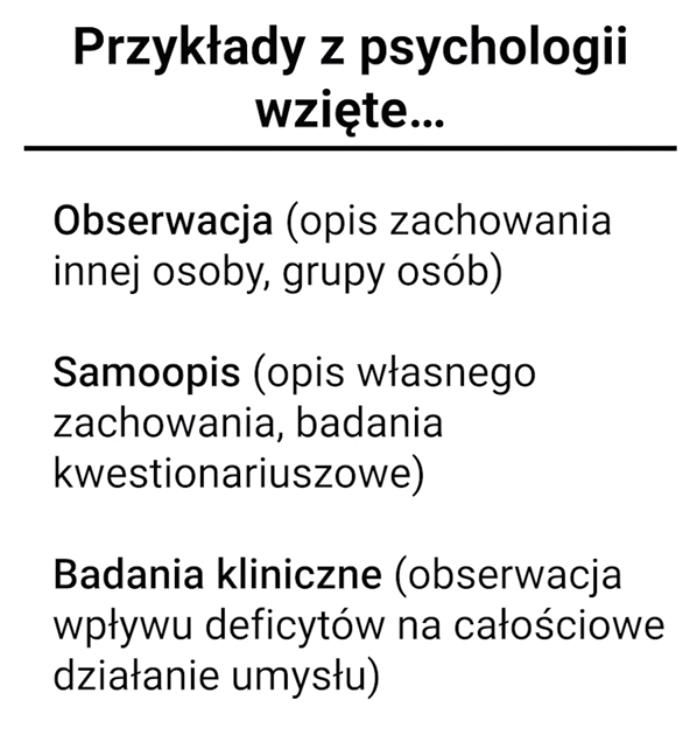 Przykłady z psychologii
wzięte…
Obserwacja (opis zachowania
innej osoby, grupy osób)
Samoopis (opis własnego
zachowania, badania
kwestionariuszowe)
Badania kliniczne (obserwacja
wpływu deficytów na całościowe
działanie umysłu)